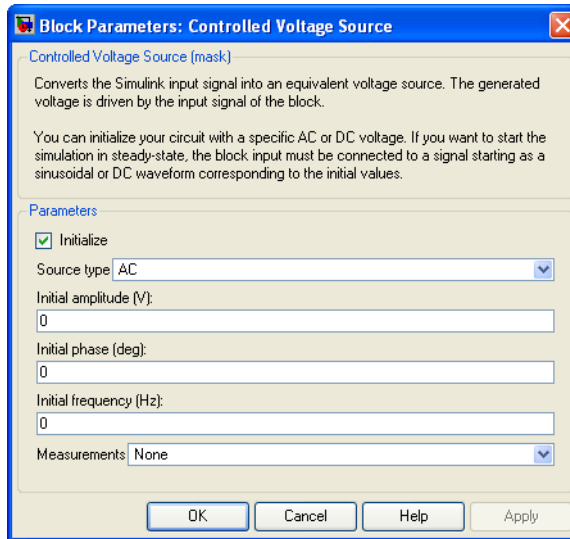 Block Parameters: Controlled Voltage Source
Controlled Voltage Source (mask)
Converts the Simulink input signal into an equivalent voltage source. The generated
voltage is driven by the input signal of the block.
You can initialize your circuit with a specific AC or DC voltage. If you want to start the
simulation in steady-state, the block input must be connected to a signal starting as a
sinusoidal or DC waveform corresponding to the initial values.
Parameters
Initialize
Source type AC
Initial amplitude (V):
0
Initial phase (deg):
0
Initial frequency (Hz):
0
Measurements None
OK Cancel Help Apply